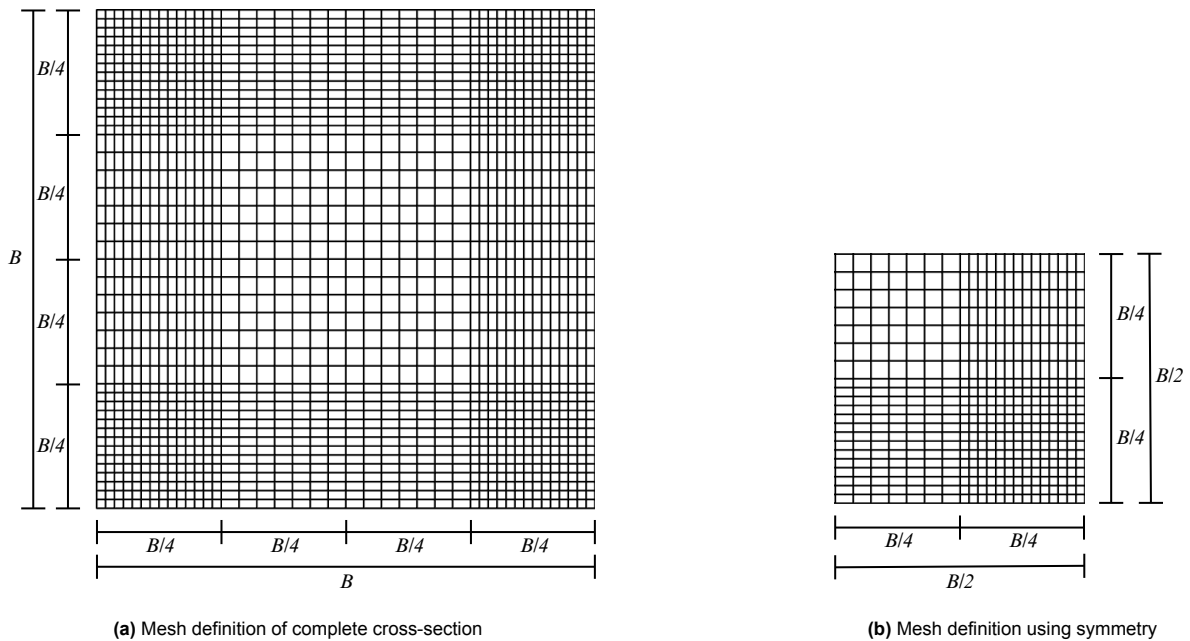 B/4
B/4
B
B/4
B/4
B/4
B/4
B/4
B/4
B
(a) Mesh definition of complete cross-section
B/4
B/2
B/4
B/4
B/4
B/2
(b) Mesh definition using symmetry